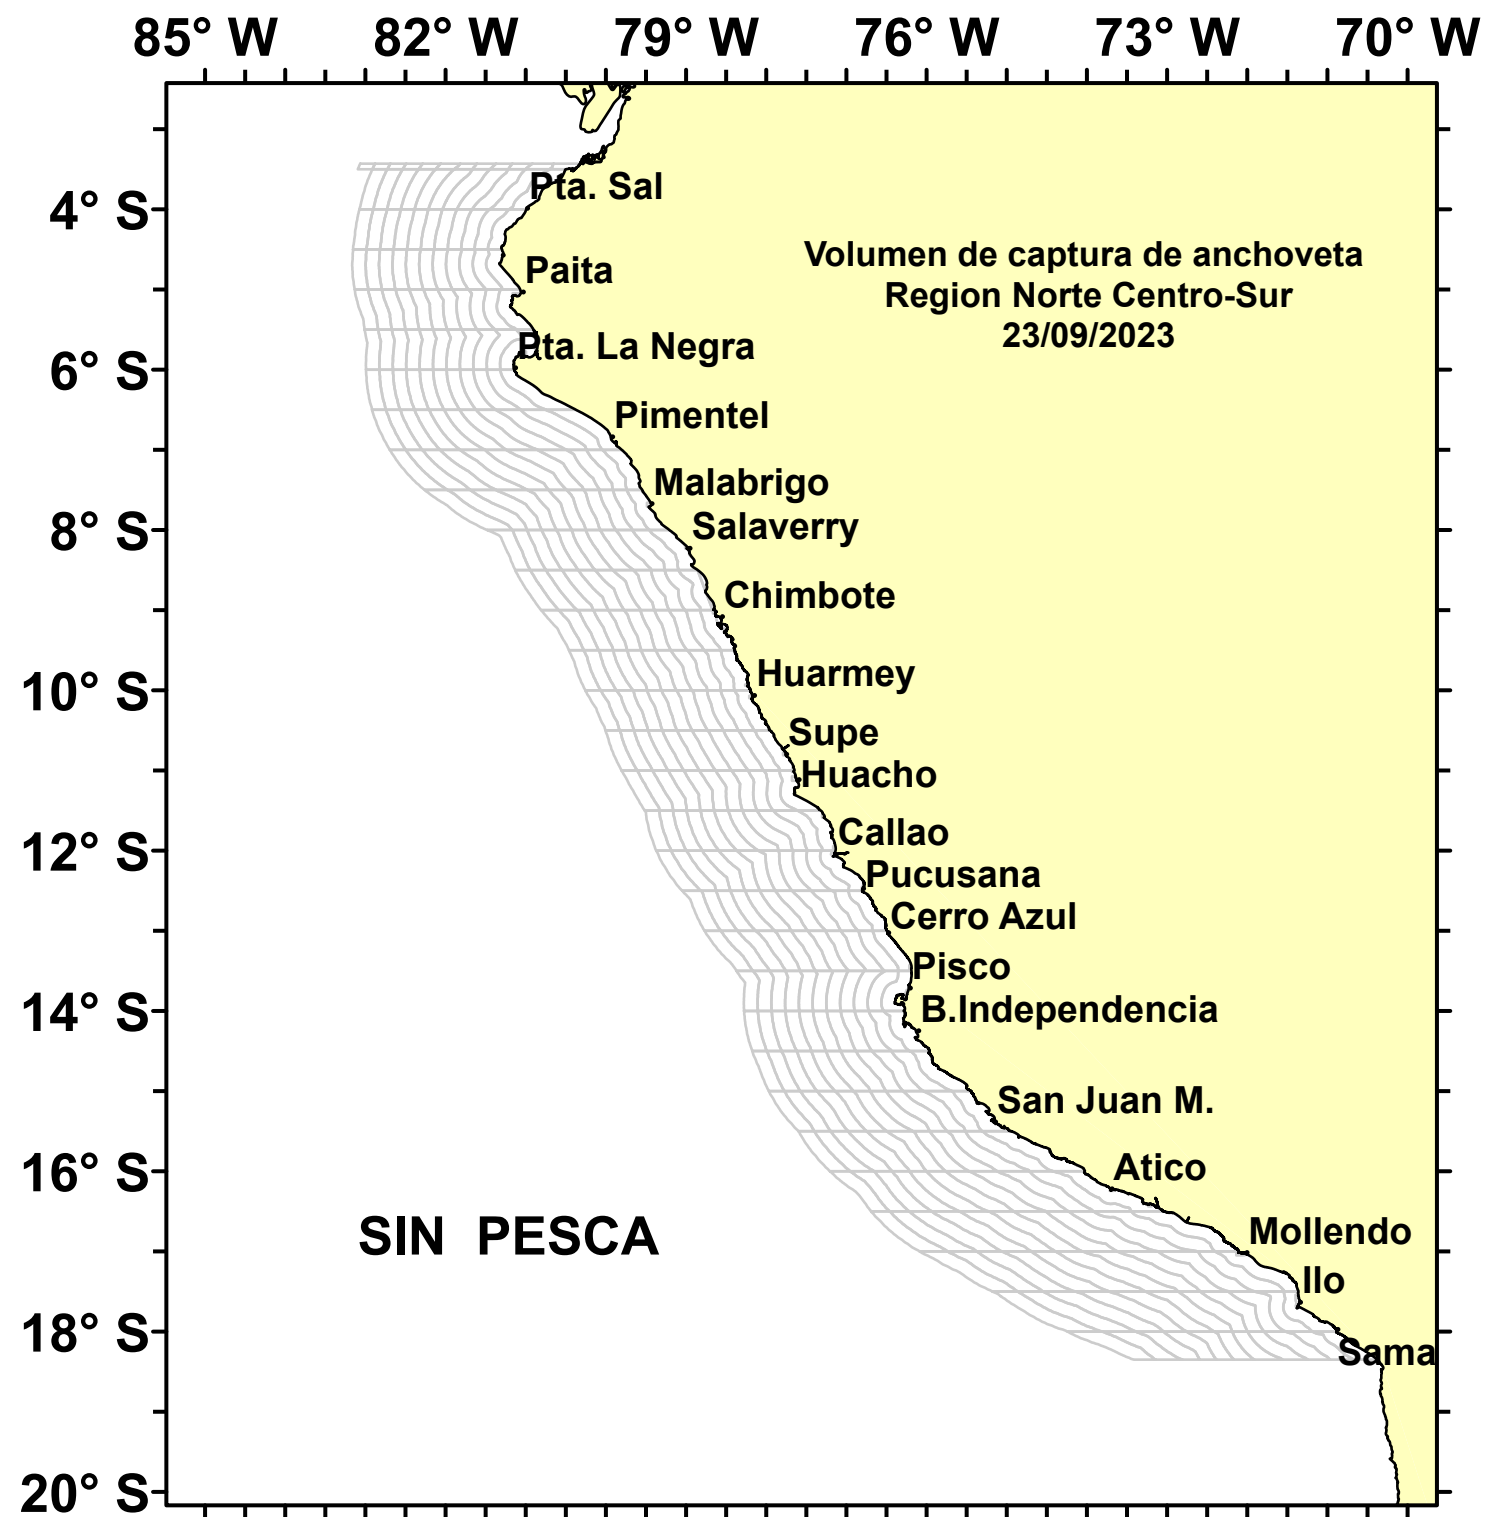 85° W 82° W 79° W 76° W 73° W 70° W
Pta. Sal
4° S
Volumen de captura de anchoveta
Region Norte Centro-Sur
23/09/2023
Paita
Pta. La Negra
6° S
Pimentel
Malabrigo
Salaverry
8° S
Chimbote
Huarmey
10° S
Supe
Huacho
Callao
12° S
Pucusana
Cerro Azul
Pisco
B.Independencia
14° S
San Juan M.
Atico
16° S
Mollendo
SIN PESCA
Ilo
18° S
Sama
20° S